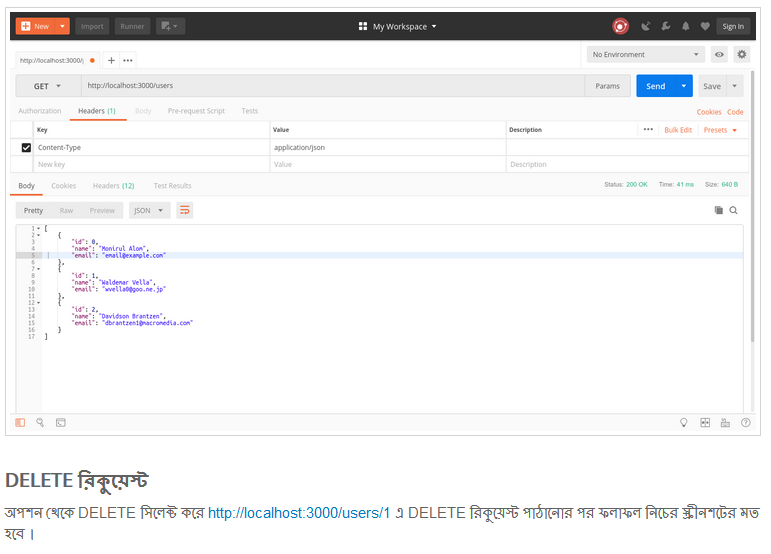 New Import Runner My Workspace Sign In
http://localhost:3000/ No Environment
GET http://localhost:3000/users Params Send Save
Authorization Headers (1) Body Pre-request Script Tests Cookies Code
Key Value Description Bulk Edit Presets
Content-Type application/json
New key Value Description
Body Cookies Headers (12) Test Results Status: 200 OK Time: 41 ms Size: 640 B
Pretty Raw Preview JSON
1 [
2 {
3 "id": 0,
4 "name": "Monirul Alom",
5 "email": "email@example.com"
6 },
7 {
8 "id": 1,
9 "name": "Waldemar Vella",
10 "email": "wvella0@goo.ne.jp"
11 },
12 {
13 "id": 2,
14 "name": "Davidson Brantzen",
15 "email": "dbrantzen1@macromedia.com"
16 }
17 ]
DELETE রিকুয়েস্ট
অপশন থেকে DELETE সিলেক্ট করে http://localhost:3000/users/1 এ DELETE রিকুয়েস্ট পাঠানোর পর ফলাফল নিচের স্ক্রীনশটের মত
হবে ।